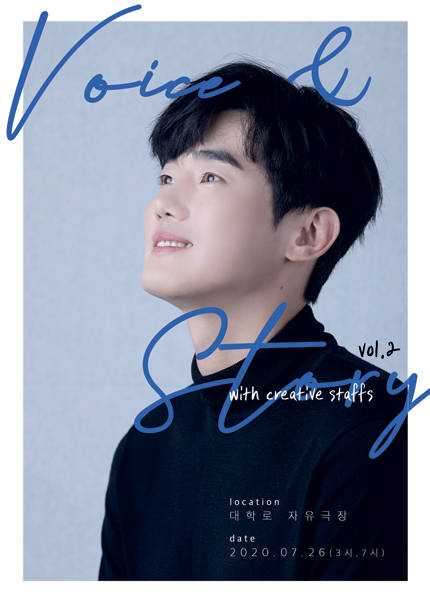 Voice &
Story
vol.2
with creative staffs
location
대학로 자유극장
date
2020.07.26(3시,7시)